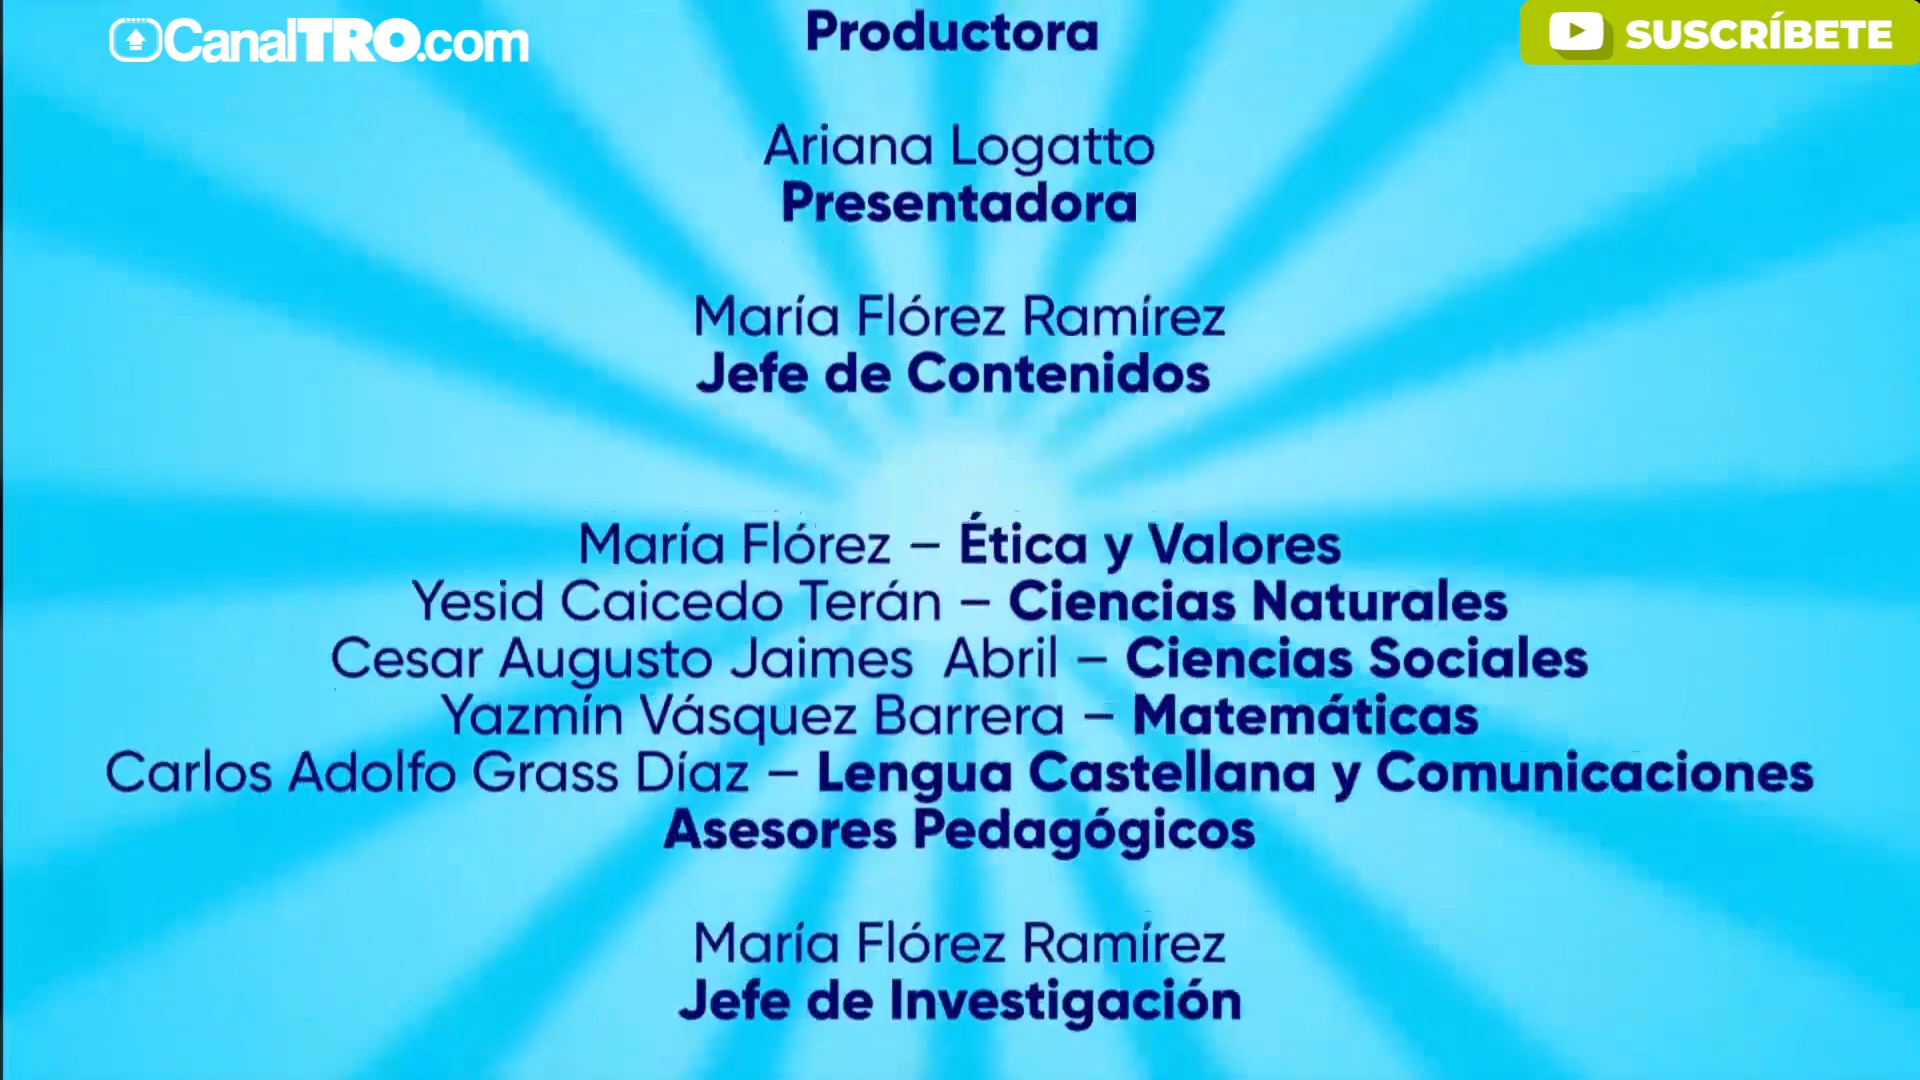 CanalTRO.com
SUSCRÍBETE
Productora
Ariana Logatto
Presentadora
María Flórez Ramírez
Jefe de Contenidos
María Flórez – Ética y Valores
Yesid Caicedo Terán – Ciencias Naturales
Cesar Augusto Jaimes  Abril – Ciencias Sociales
Yazmín Vásquez Barrera – Matemáticas
Carlos Adolfo Grass Díaz – Lengua Castellana y Comunicaciones
Asesores Pedagógicos
María Flórez Ramírez
Jefe de Investigación